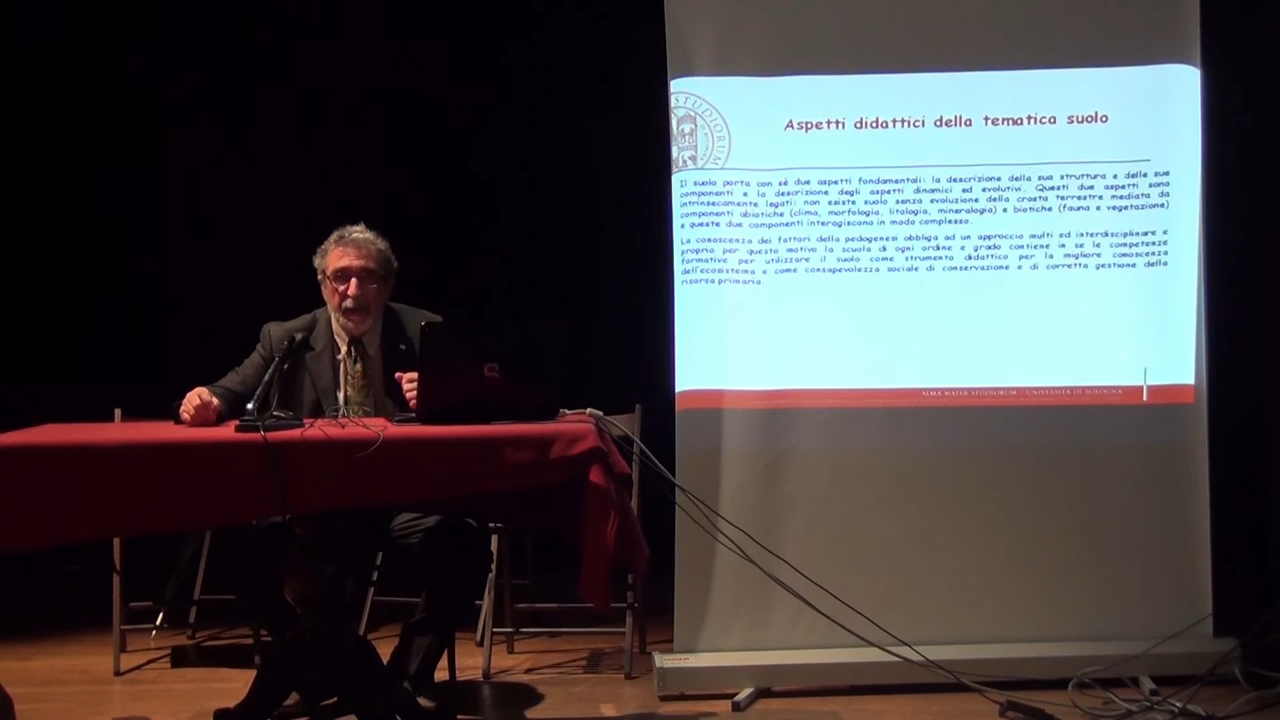 STUDIORUM
Aspetti didattici della tematica suolo
Il suolo porta con sé due aspetti fondamentali: la descrizione della sua struttura e delle sue
componenti e la descrizione degli aspetti dinamici ed evolutivi. Questi due aspetti sono
intrinsecamente legati: non esiste suolo senza evoluzione della crosta terrestre mediata da
componenti abiotiche (clima, morfologia, litologia, mineralogia) e biotiche (fauna e vegetazione)
e queste due componenti interagiscono in modo complesso.
La conoscenza dei fattori della pedogenesi obbliga ad un approccio multi ed interdisciplinare e
proprio per questo motivo la scuola di ogni ordine e grado contiene in se le competenze
formative per utilizzare il suolo come strumento didattico per la migliore conoscenza
dell'ecosistema e come consapevolezza sociale di conservazione e di corretta gestione della
risorsa primaria.
ALMA MATER STUDIORUM - UNIVERSITÀ DI BOLOGNA